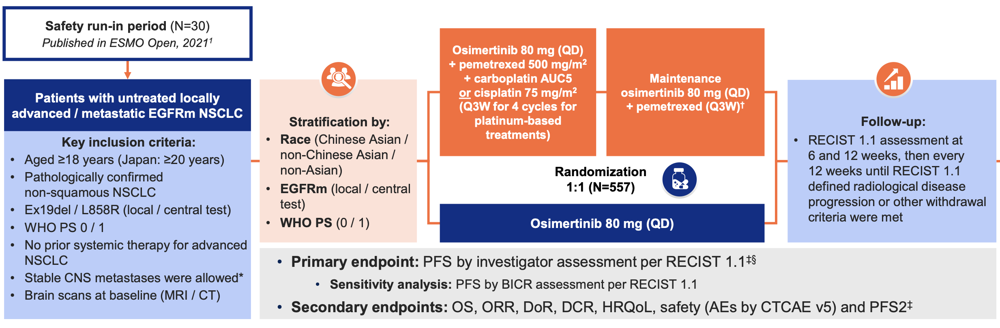 Safety run-in period (N=30)
Published in ESMO Open, 2021¹
Patients with untreated locally
advanced / metastatic EGFRm NSCLC
Key inclusion criteria:
• Aged ≥18 years (Japan: ≥20 years)
• Pathologically confirmed
non-squamous NSCLC
• Ex19del / L858R (local / central test)
• WHO PS 0 / 1
• No prior systemic therapy for advanced
NSCLC
• Stable CNS metastases were allowed*
• Brain scans at baseline (MRI / CT)
Stratification by:
• Race (Chinese Asian /
non-Chinese Asian /
non-Asian)
• EGFRm (local / central
test)
• WHO PS (0 / 1)
Osimertinib 80 mg (QD)
+ pemetrexed 500 mg/m²
+ carboplatin AUC5
or cisplatin 75 mg/m²
(Q3W for 4 cycles for
platinum-based
treatments)
Maintenance
osimertinib 80 mg (QD)
+ pemetrexed (Q3W)†
Randomization
1:1 (N=557)
Osimertinib 80 mg (QD)
Follow-up:
• RECIST 1.1 assessment at
6 and 12 weeks, then every
12 weeks until RECIST 1.1
defined radiological disease
progression or other withdrawal
criteria were met
• Primary endpoint: PFS by investigator assessment per RECIST 1.1‡§
• Sensitivity analysis: PFS by BICR assessment per RECIST 1.1
• Secondary endpoints: OS, ORR, DoR, DCR, HRQoL, safety (AEs by CTCAE v5) and PFS2‡